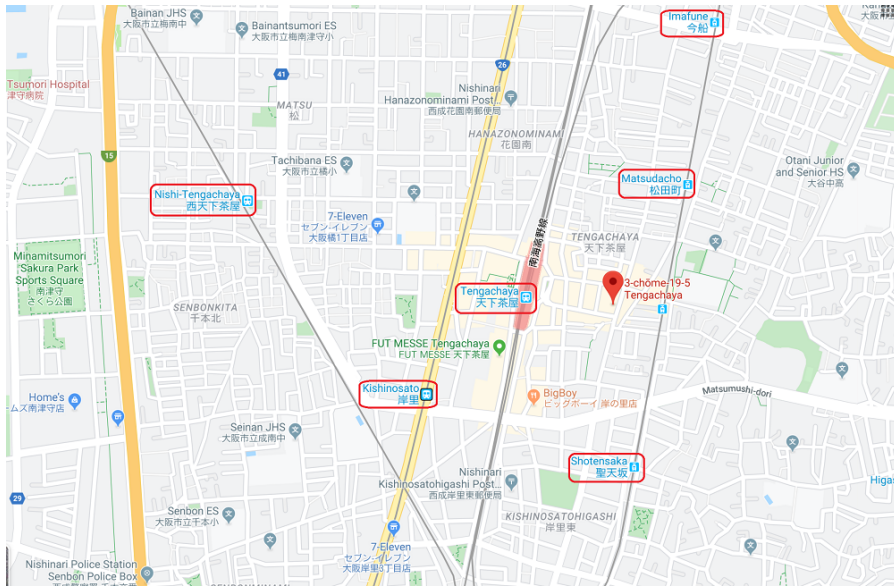 Bainan JHS
大阪市立梅南中
Bainantsumori ES
大阪市立梅南津守小
Imafune
今船
Tsumori Hospital
津守病院
41
26
Nishinari
Hanazonominami Post...
西成花園南郵便局
MATSU
松
HANAZONOMINAMI
花園南
15
Tachibana ES
大阪市立橘小
Otani Junior
and Senior HS
大谷中高
Matsudacho
松田町
Nishi-Tengachaya
西天下茶屋
7-Eleven
セブン-イレブン
大阪橘1丁目店
南海高野線
TENGACHAYA
天下茶屋
Minamitsumori
Sakura Park
Sports Square
南津守
さくら公園
Tengachaya
天下茶屋
3-chōme-19-5
Tengachaya
SENBONKITA
千本北
FUT MESSE Tengachaya
FUT MESSE 天下茶屋
Kishinosato
岸里
BigBoy
ビッグボーイ 岸の里店
Matsumushi-dori
Home's
ームズ南津守店
Seinan JHS
大阪市立成南中
Shotensaka
聖天坂
Nishinari
Kishinosatohigashi Post...
西成岸里東郵便局
Higas
29
Senbon ES
大阪市立千本小
KISHINOSATOHIGASHI
岸里東
7-Eleven
セブン-イレブン
大阪岸里3丁目店
Nishinari Police Station
Senbon Police Box